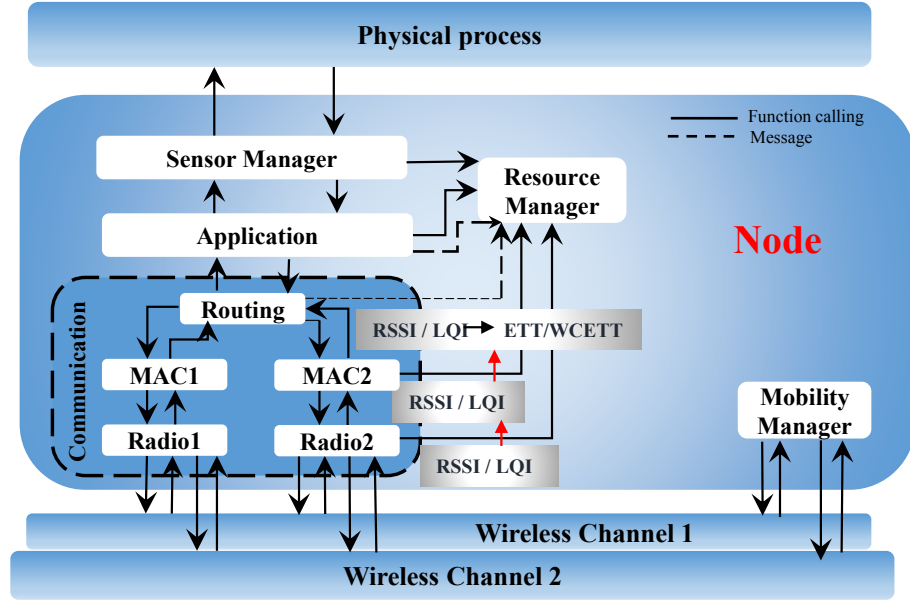 Physical process
Function calling
Message
Sensor Manager
Resource
Manager
Application
Node
Communication
Routing
RSSI / LQI ETT/WCETT
MAC1
MAC2
RSSI / LQI
Mobility
Manager
Radio1
Radio2
RSSI / LQI
Wireless Channel 1
Wireless Channel 2